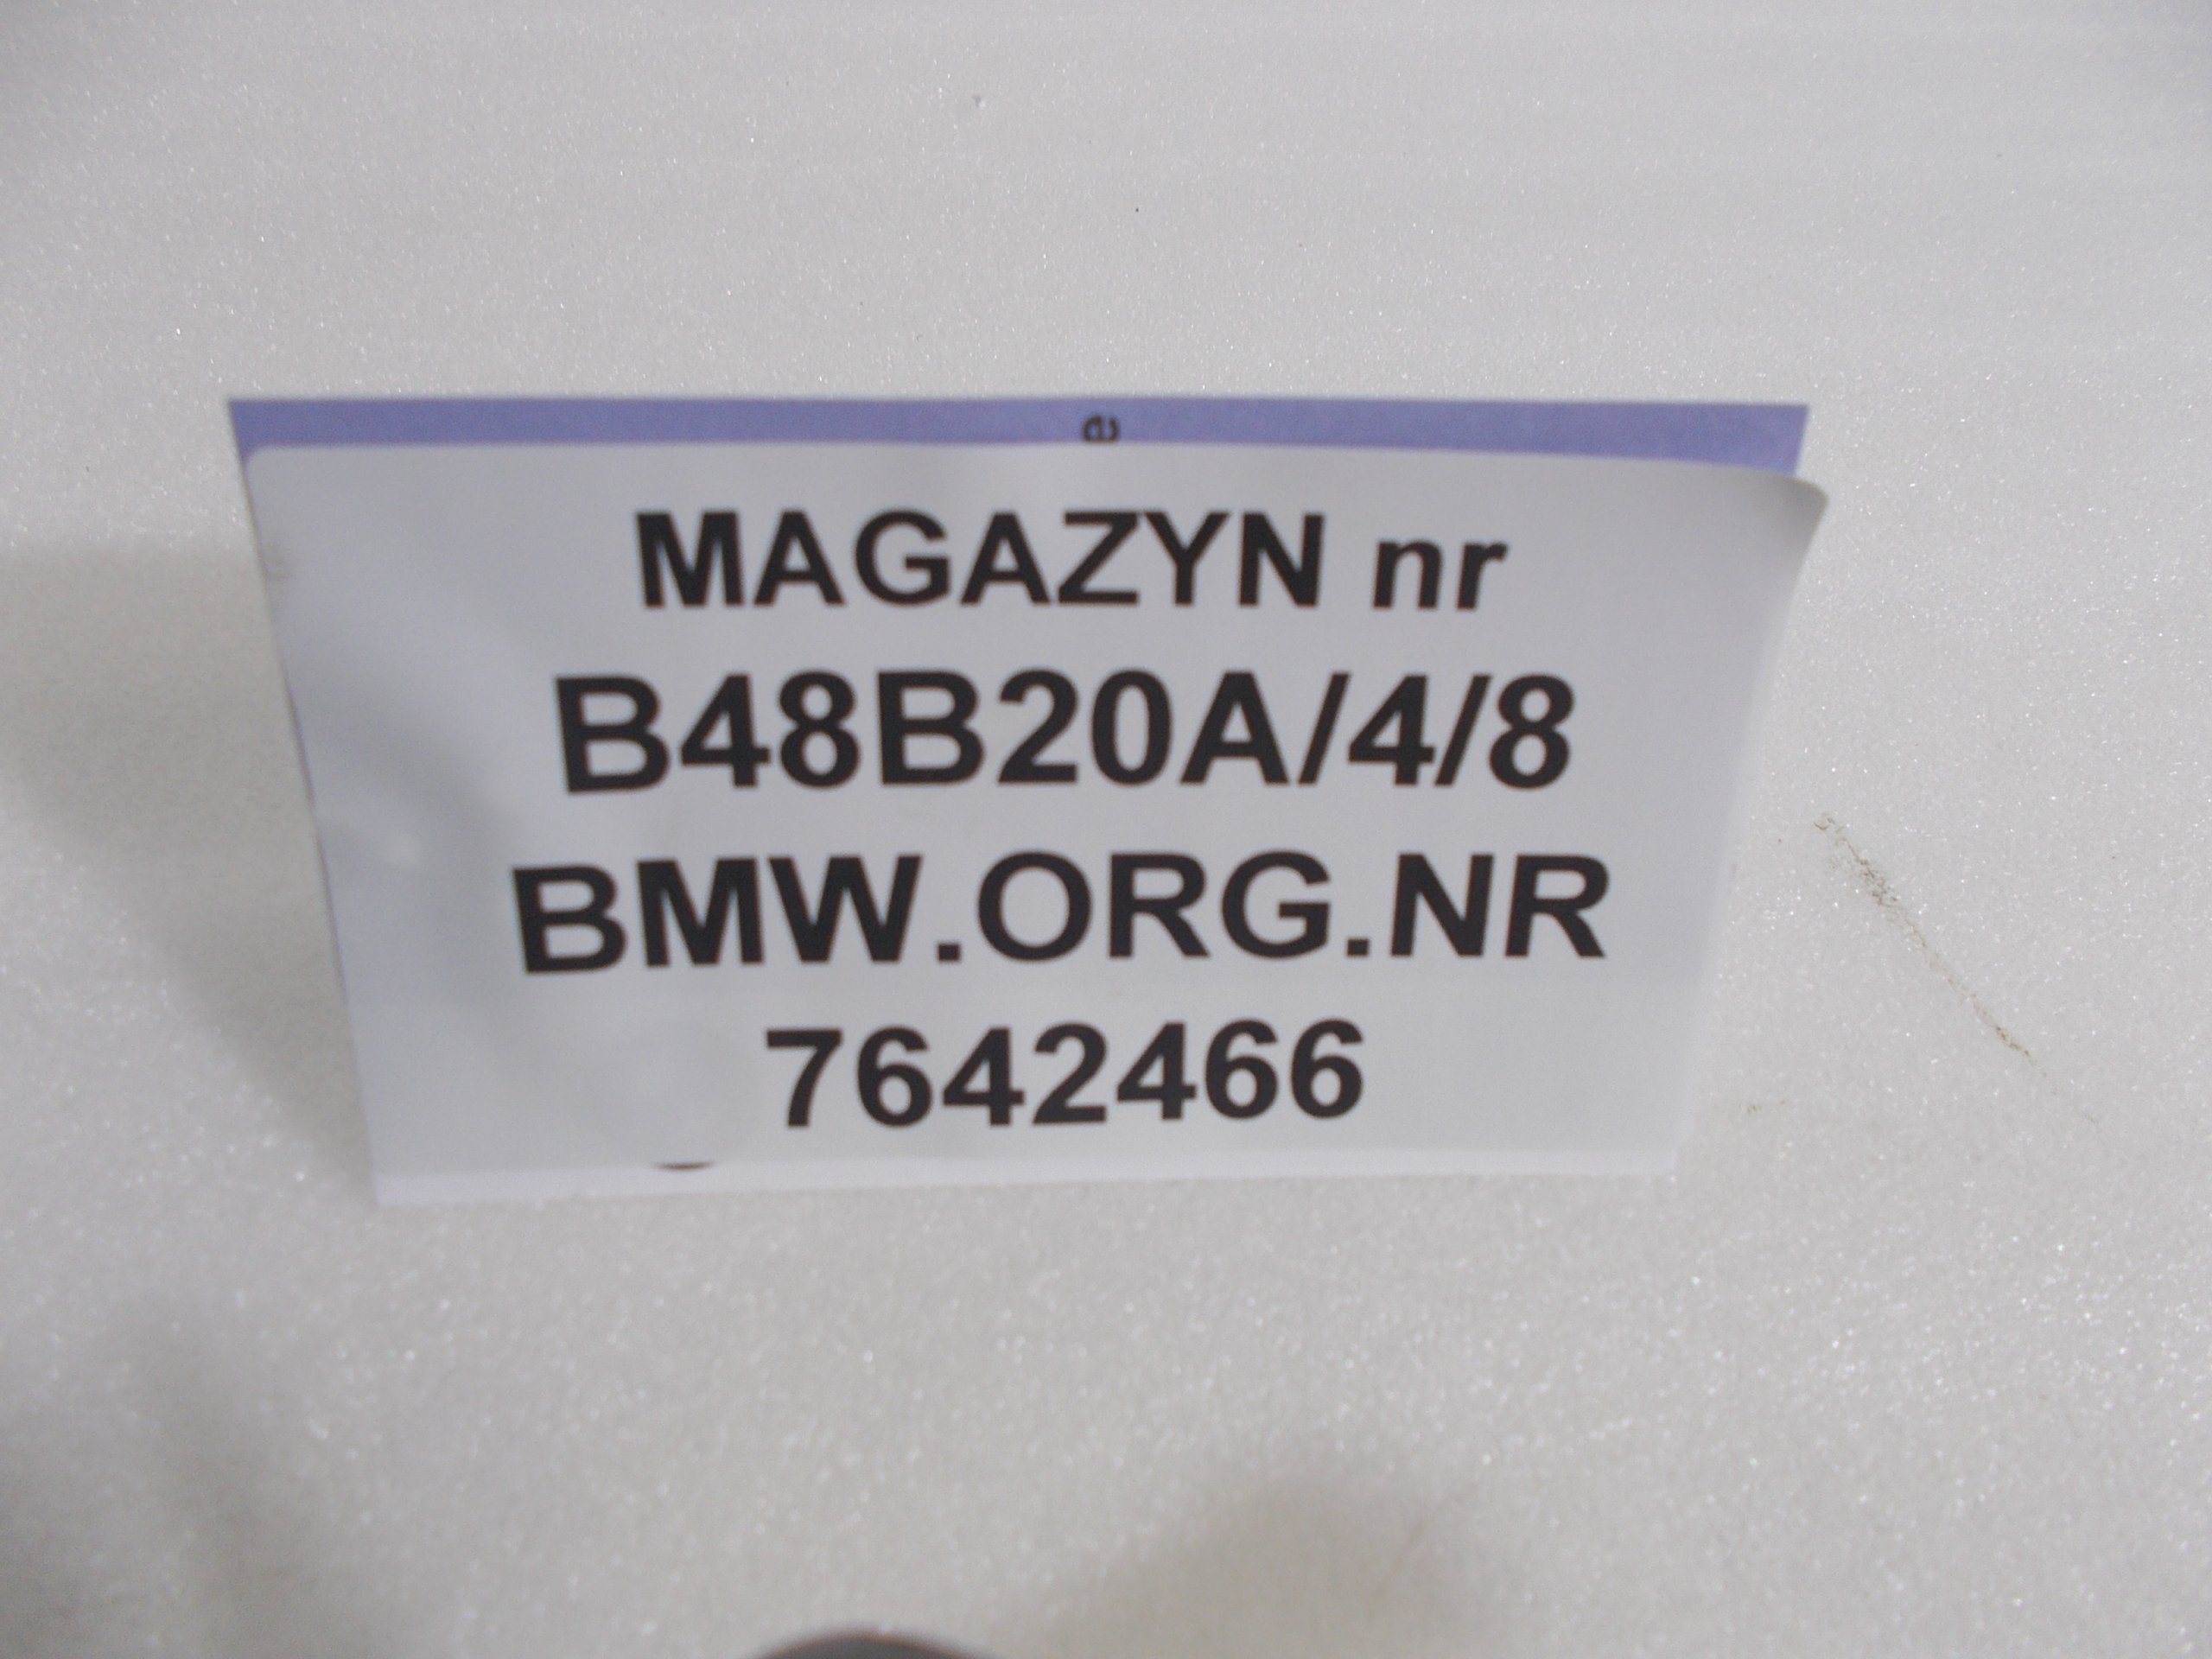 e
MAGAZYN nr
B48B20A/4/8
BMW.ORG.NR
7642466